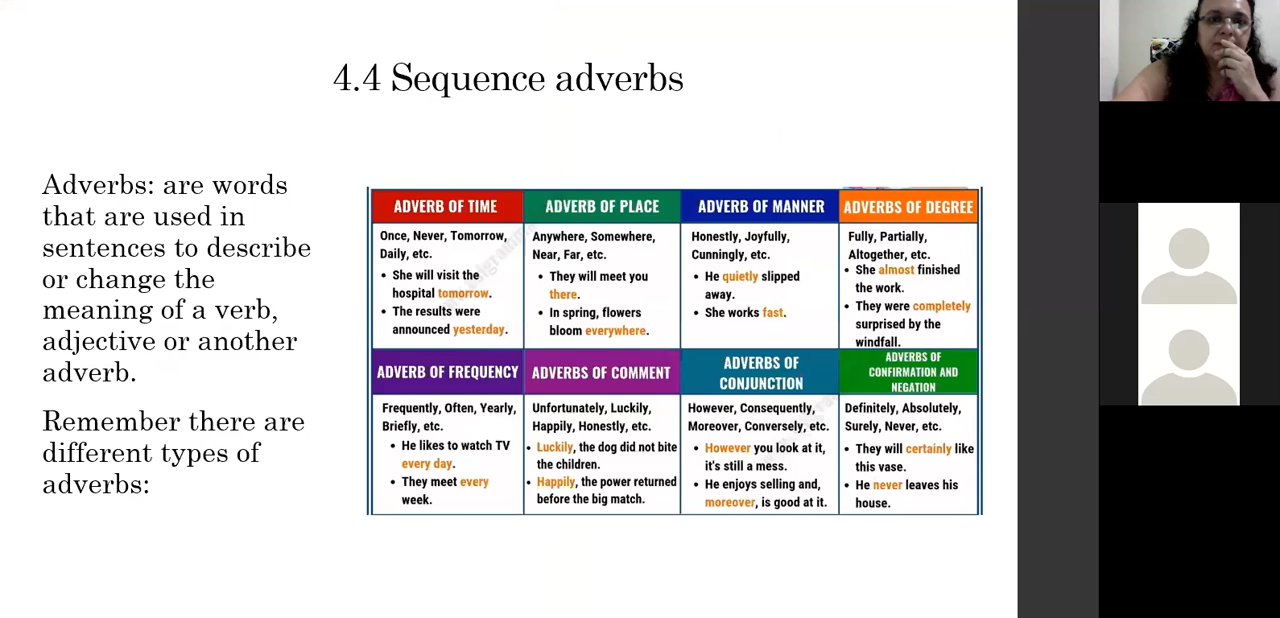 4.4 Sequence adverbs
Adverbs: are words
that are used in
sentences to describe
or change the
meaning of a verb,
adjective or another
adverb.
Remember there are
different types of
adverbs:
ADVERB OF TIME
Once, Never, Tomorrow,
Daily, etc.
• She will visit the
hospital tomorrow.
• The results were
announced yesterday.
ADVERB OF PLACE
Anywhere, Somewhere,
Near, Far, etc.
• They will meet you
there.
• In spring, flowers
bloom everywhere.
ADVERB OF MANNER
Honestly, Joyfully,
Cunningly, etc.
• He quietly slipped
away.
• She works fast.
ADVERBS OF DEGREE
Fully, Partially,
Altogether, etc.
• She almost finished
the work.
• They were completely
surprised by the
windfall.
ADVERB OF FREQUENCY
Frequently, Often, Yearly,
Briefly, etc.
• He likes to watch TV
every day.
• They meet every
week.
ADVERBS OF COMMENT
Unfortunately, Luckily,
Happily, Honestly, etc.
• Luckily, the dog did not bite
the children.
• Happily, the power returned
before the big match.
ADVERBS OF
CONJUNCTION
However, Consequently,
Moreover, Conversely, etc.
• However you look at it,
it's still a mess.
• He enjoys selling and,
moreover, is good at it.
ADVERBS OF
CONFIRMATION AND
NEGATION
Definitely, Absolutely,
Surely, Never, etc.
• They will certainly like
this vase.
• He never leaves his
house.